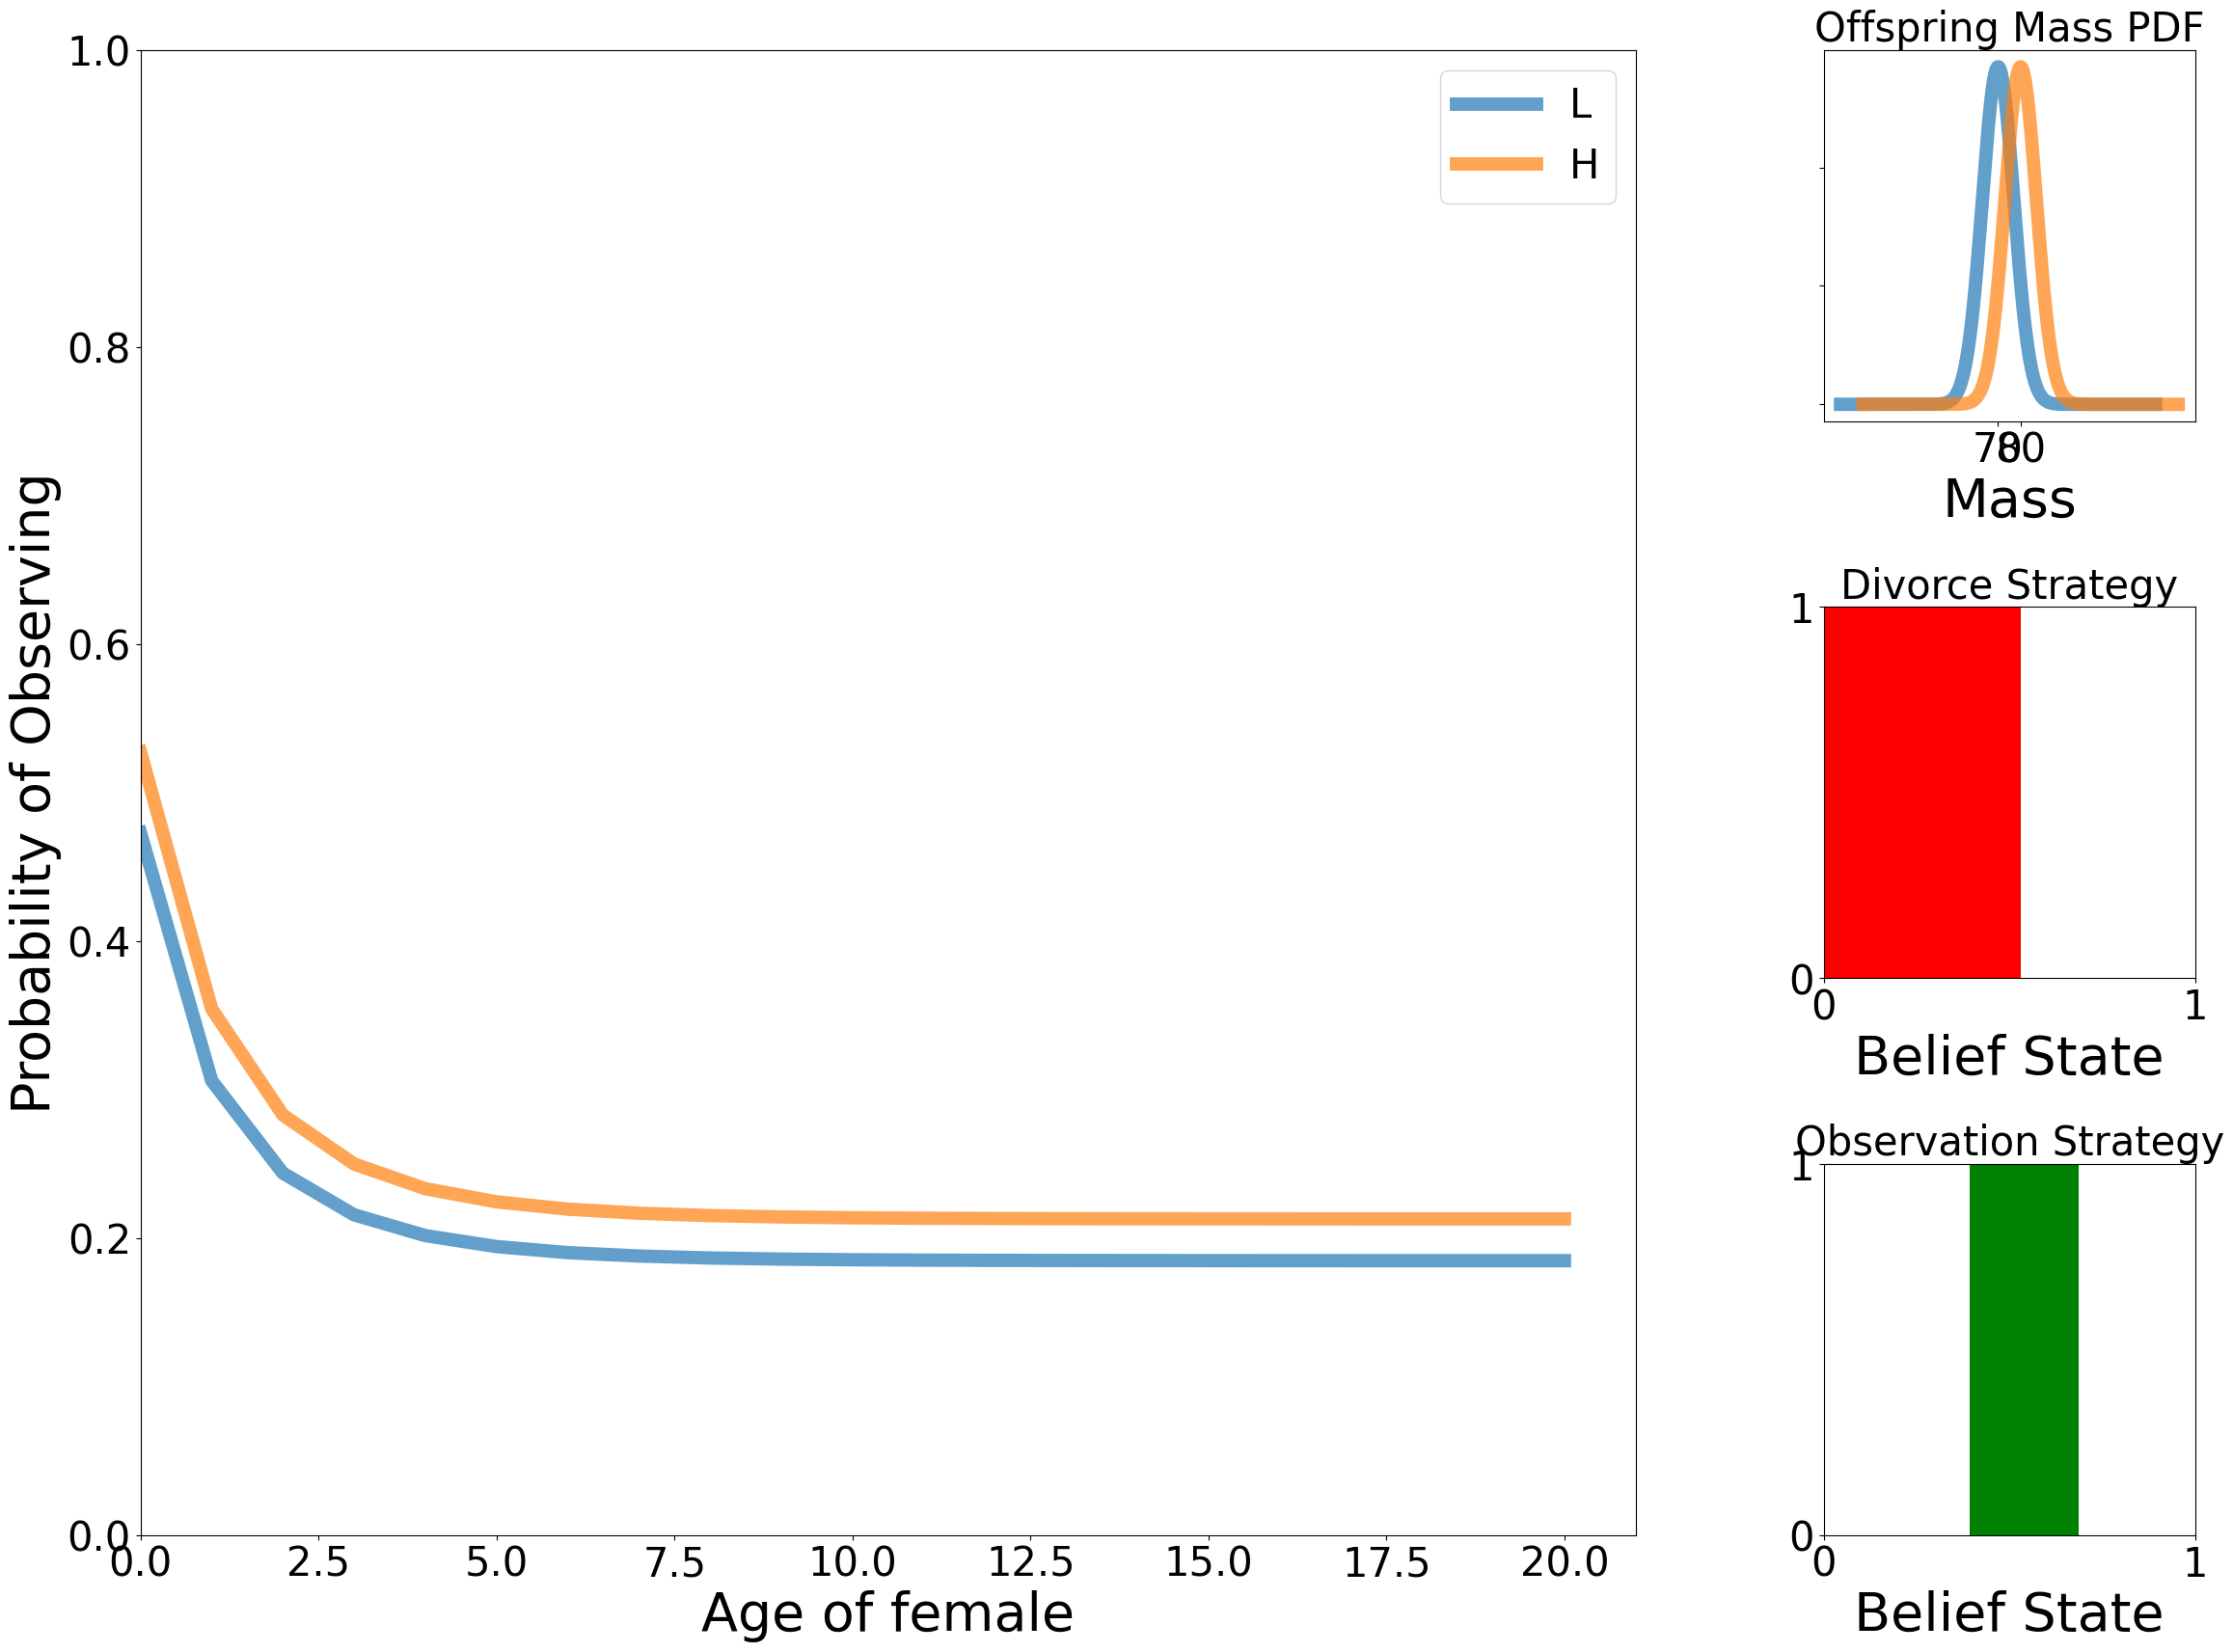 Probability of Observing
1.0
0.8
0.6
0.4
0.2
0.0
0.0 2.5 5.0 7.5 10.0 12.5 15.0 17.5 20.0
Age of female
L
H
Offspring Mass PDF
70 80
Mass
Divorce Strategy
1
0
0 1
Belief State
Observation Strategy
1
0
0 1
Belief State